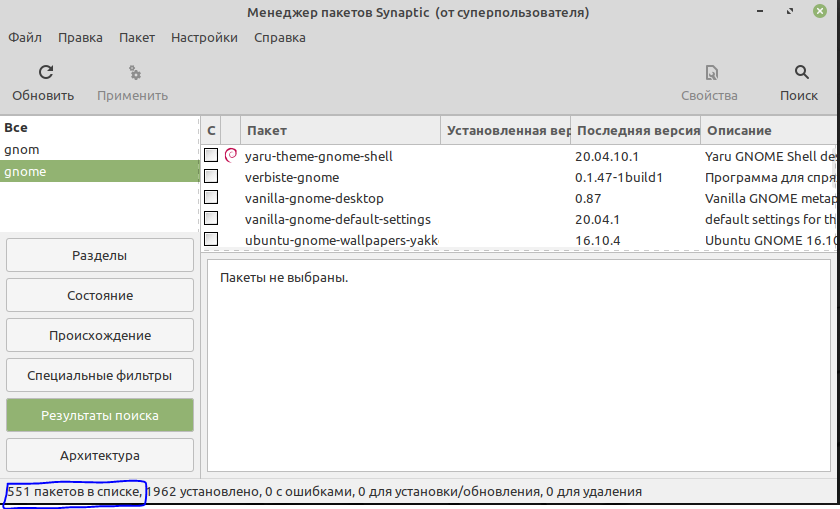 Менеджер пакетов Synaptic (от суперпользователя)
Файл Правка Пакет Настройки Справка
Обновить Применить Свойства Поиск
Все
gnom
gnome
С Пакет Установленная вер Последняя версия Описание
yaru-theme-gnome-shell 20.04.10.1 Yaru GNOME Shell des
verbiste-gnome 0.1.47-1build1 Программа для спря
vanilla-gnome-desktop 0.87 Vanilla GNOME metap
vanilla-gnome-default-settings 20.04.1 default settings for th
ubuntu-gnome-wallpapers-yakk 16.10.4 Ubuntu GNOME 16.10
Разделы
Состояние
Происхождение
Специальные фильтры
Результаты поиска
Архитектура
Пакеты не выбраны.
551 пакетов в списке, 1962 установлено, 0 с ошибками, 0 для установки/обновления, 0 для удаления